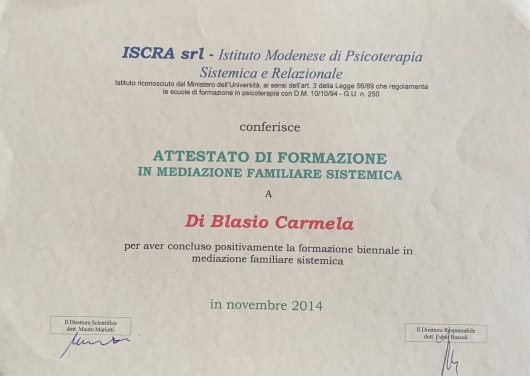 ISCRA srl - Istituto Modenese di Psicoterapia
Sistemica e Relazionale
Istituto riconosciuto dal Ministero dell'Università, ai sensi dell'art. 3 della Legge 56/89 che regolamenta
le scuole di formazione in psicoterapia con D.M. 10/10/94 - G.U. n. 250
conferisce
ATTESTATO DI FORMAZIONE
IN MEDIAZIONE FAMILIARE SISTEMICA
A
Di Blasio Carmela
per aver concluso positivamente la formazione biennale in
mediazione familiare sistemica
in novembre 2014
Il Direttore Scientifico
dott. Mauro Mariotti
Il Direttore Responsabile
dott. Fabio Bassoli